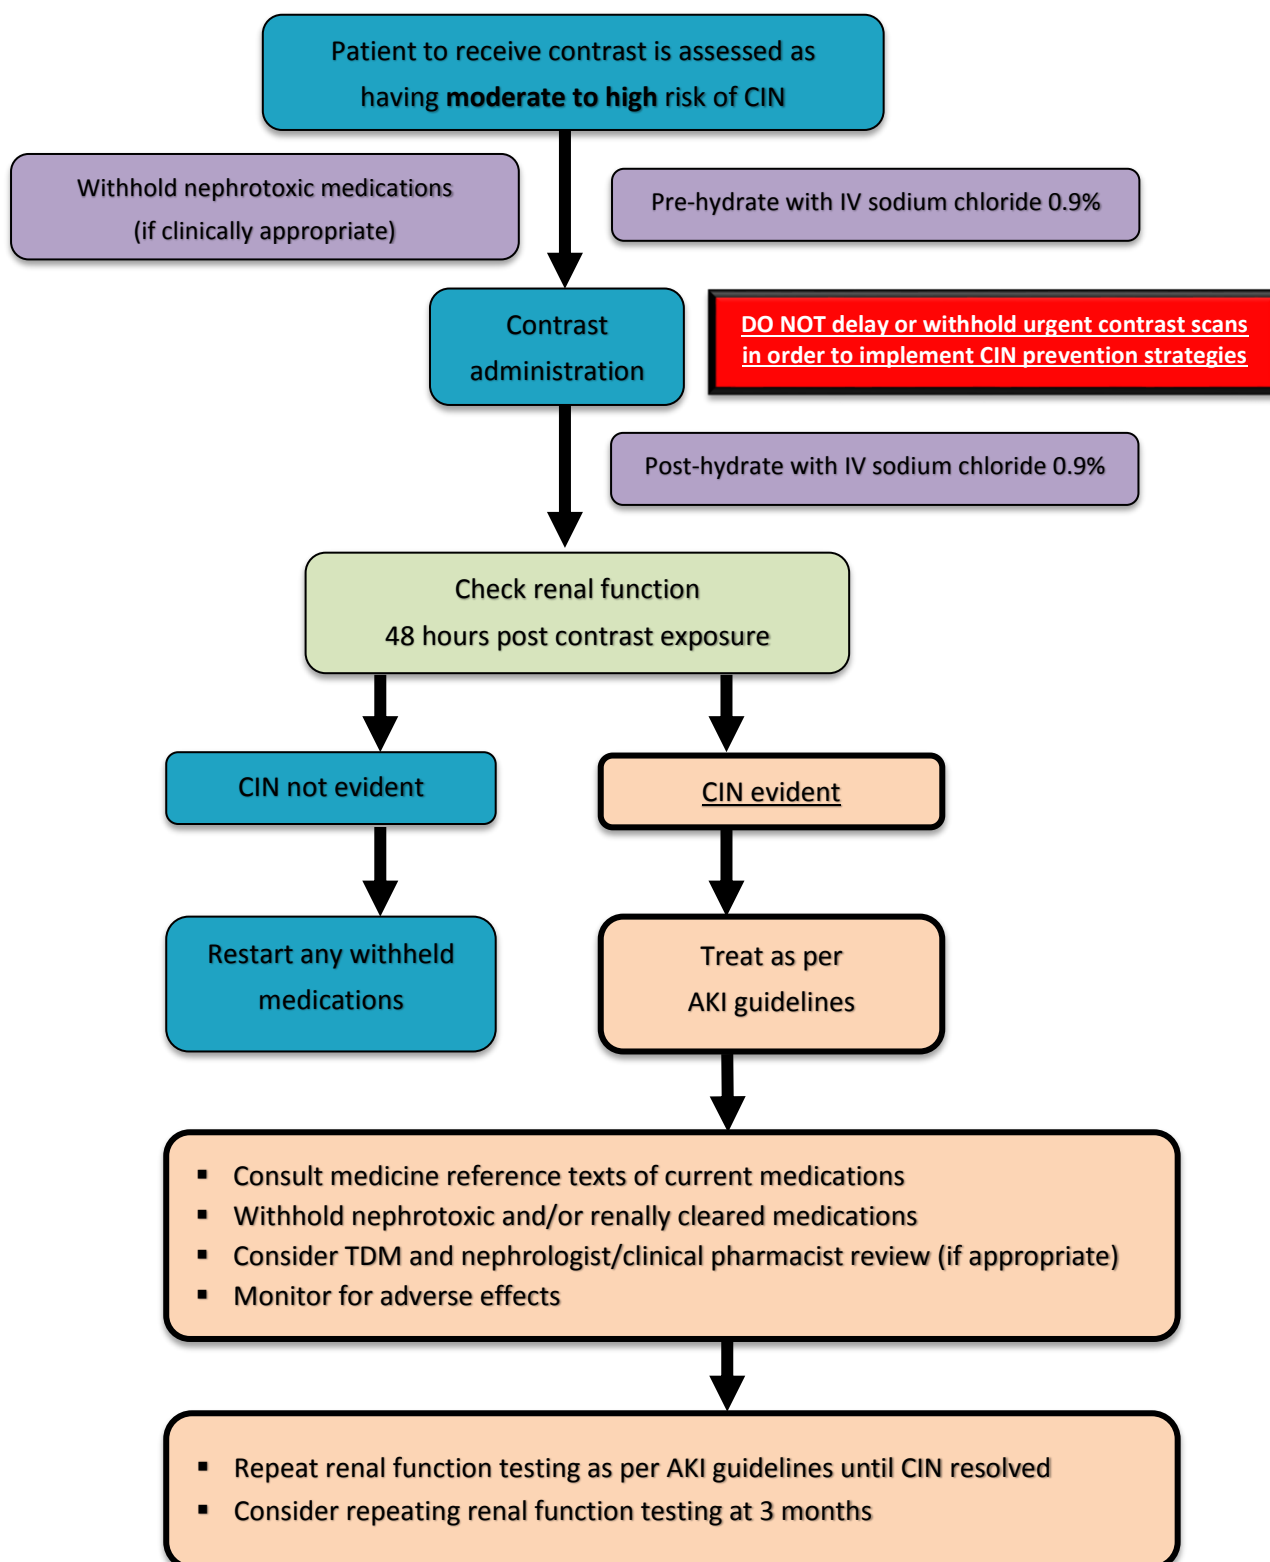 Patient to receive contrast is assessed as
having moderate to high risk of CIN
Withhold nephrotoxic medications
(if clinically appropriate)
Pre-hydrate with IV sodium chloride 0.9%
Contrast
administration
DO NOT delay or withhold urgent contrast scans
in order to implement CIN prevention strategies
Post-hydrate with IV sodium chloride 0.9%
Check renal function
48 hours post contrast exposure
CIN not evident
CIN evident
Restart any withheld
medications
Treat as per
AKI guidelines
▪ Consult medicine reference texts of current medications
▪ Withhold nephrotoxic and/or renally cleared medications
▪ Consider TDM and nephrologist/clinical pharmacist review (if appropriate)
▪ Monitor for adverse effects
▪ Repeat renal function testing as per AKI guidelines until CIN resolved
▪ Consider repeating renal function testing at 3 months